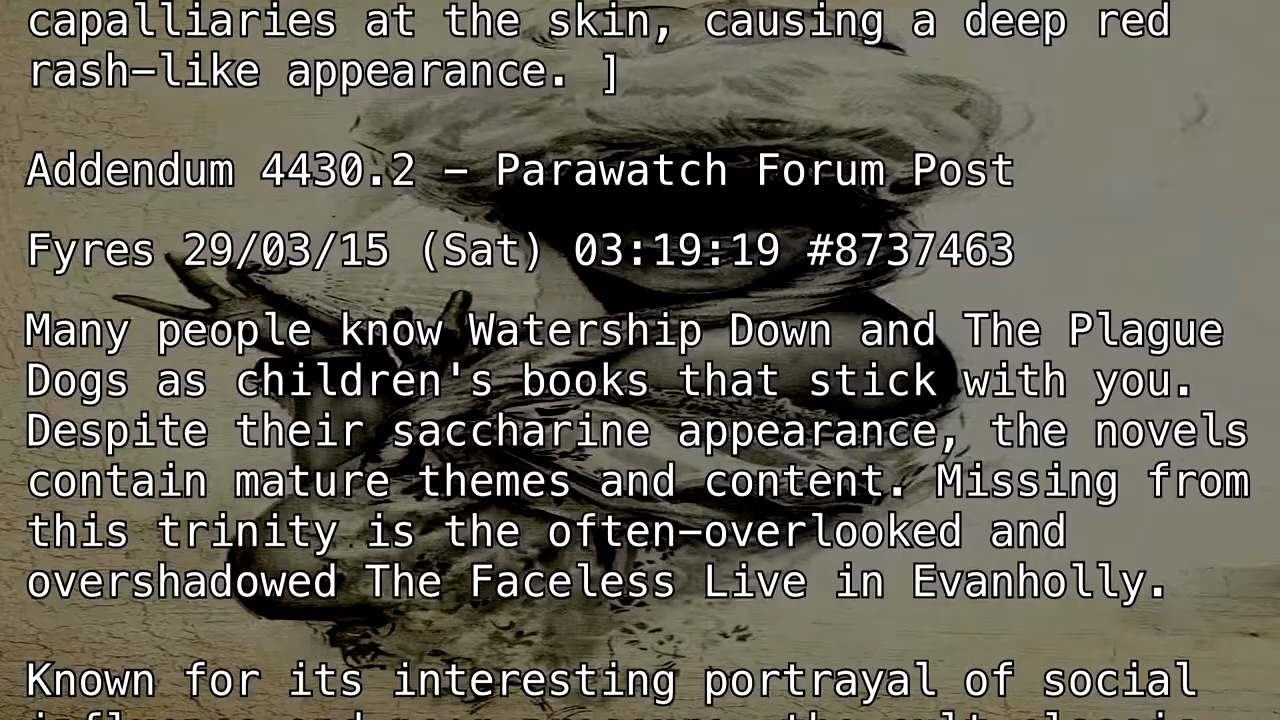 capalliaries at the skin, causing a deep red
rash–like appearance. ]
Addendum 4430.2 – Parawatch Forum Post
Fyres 29/03/15 (Sat) 03:19:19 #8737463
Many people know Watership Down and The Plague
Dogs as children's books that stick with you.
Despite their saccharine appearance, the novels
contain mature themes and content. Missing from
this trinity is the often–overlooked and
overshadowed The Faceless Live in Evanholly.
Known for its interesting portrayal of social